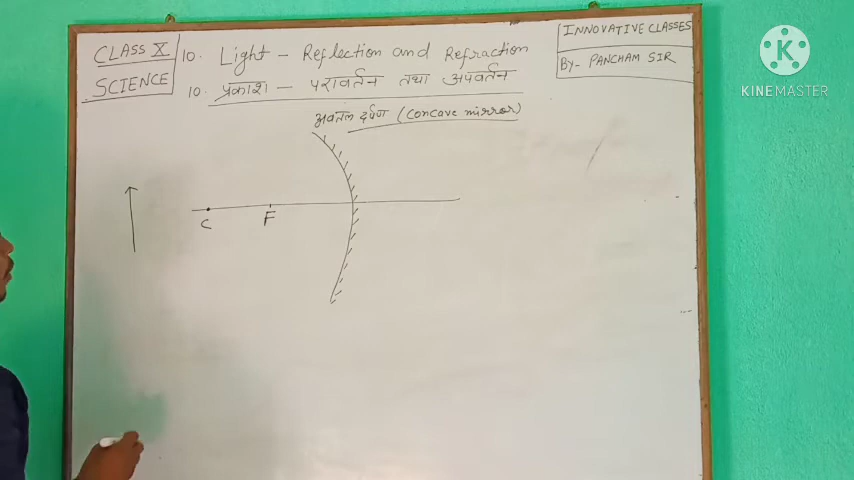 CLASS X
SCIENCE
10. Light - Reflection and Refraction
10. प्रकाश - परावर्तन तथा अपवर्तन
INNOVATIVE CLASSES
By- PANCHAM SIR
K
KINEMASTER
अवतल दर्पण (concave mirror)
C
F